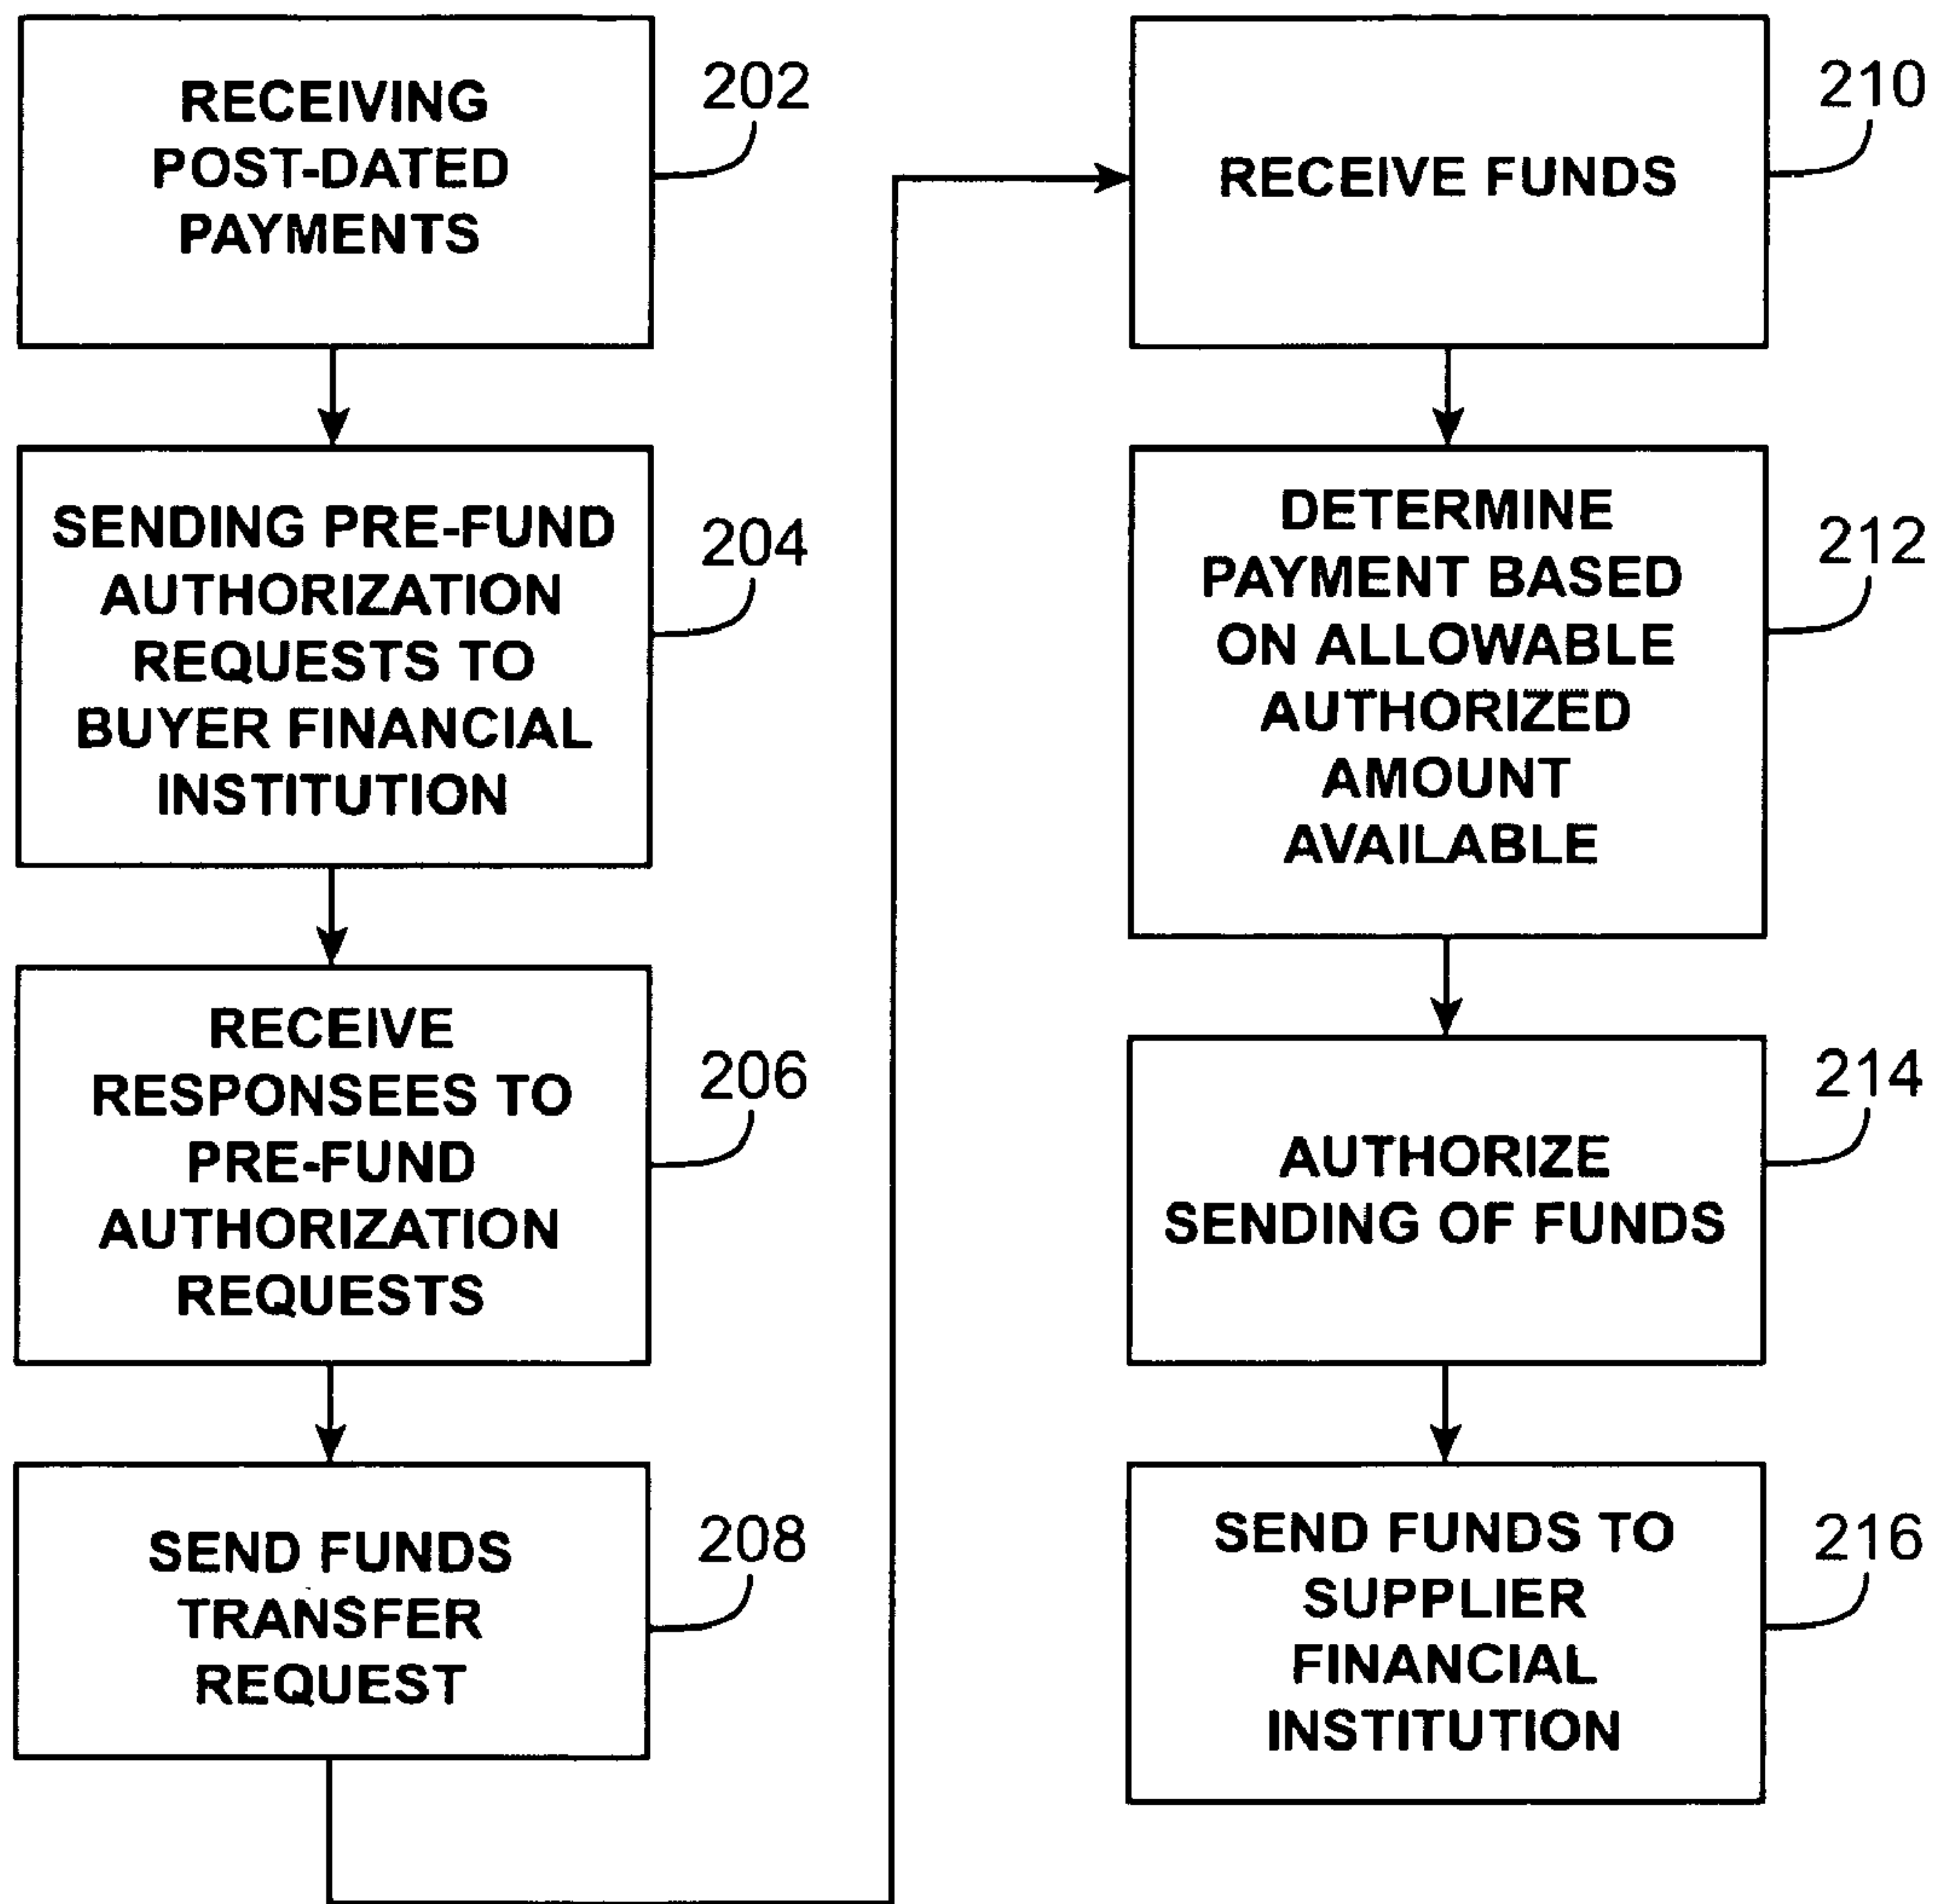 RECEIVING
POST-DATED
PAYMENTS
202
SENDING PRE-FUND
AUTHORIZATION
REQUESTS TO
BUYER FINANCIAL
INSTITUTION
204
RECEIVE
RESPONSEES TO
PRE-FUND
AUTHORIZATION
REQUESTS
206
SEND FUNDS
TRANSFER
REQUEST
208
RECEIVE FUNDS
210
DETERMINE
PAYMENT BASED
ON ALLOWABLE
AUTHORIZED
AMOUNT
AVAILABLE
212
AUTHORIZE
SENDING OF FUNDS
214
SEND FUNDS TO
SUPPLIER
FINANCIAL
INSTITUTION
216